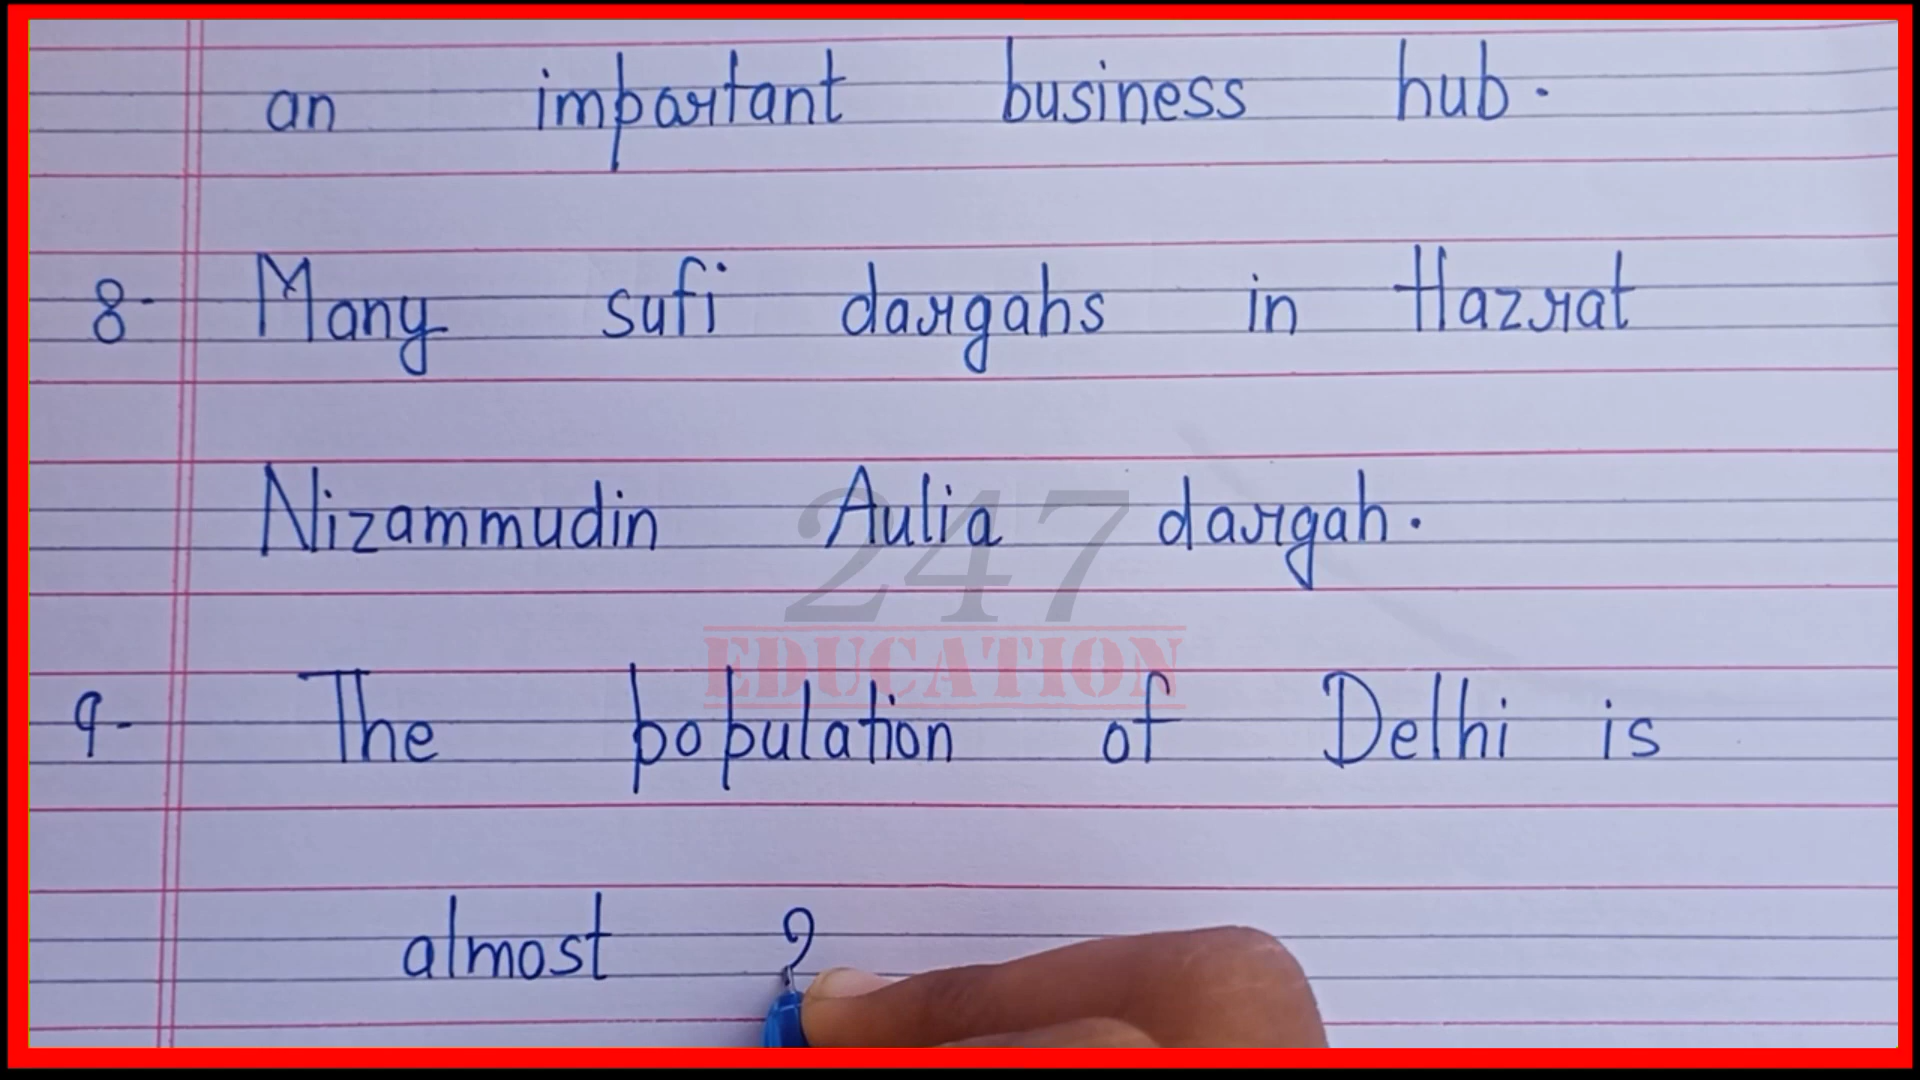 an important business hub.
8- Many sufi dargahs in Hazrat
Nizammudin Aulia dargah.
247
EDUCATION
9- The population of Delhi is
almost